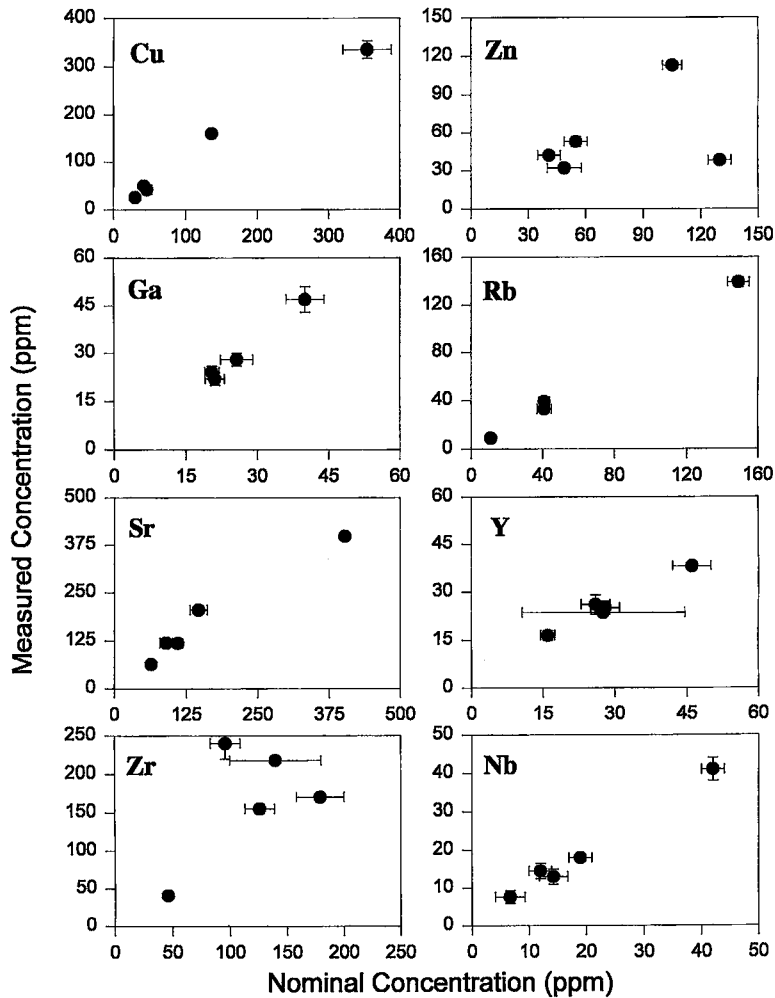 Measured Concentration (ppm)
Cu
400
300
200
100
0
0 100 200 300 400
Zn
150
120
90
60
30
0
0 30 60 90 120 150
Ga
60
45
30
15
0
0 15 30 45 60
Rb
160
120
80
40
0
0 40 80 120 160
Sr
500
375
250
125
0
0 125 250 375 500
Y
60
45
30
15
0
0 15 30 45 60
Zr
250
200
150
100
50
0
0 50 100 150 200 250
Nb
50
40
30
20
10
0
0 10 20 30 40 50
Nominal Concentration (ppm)